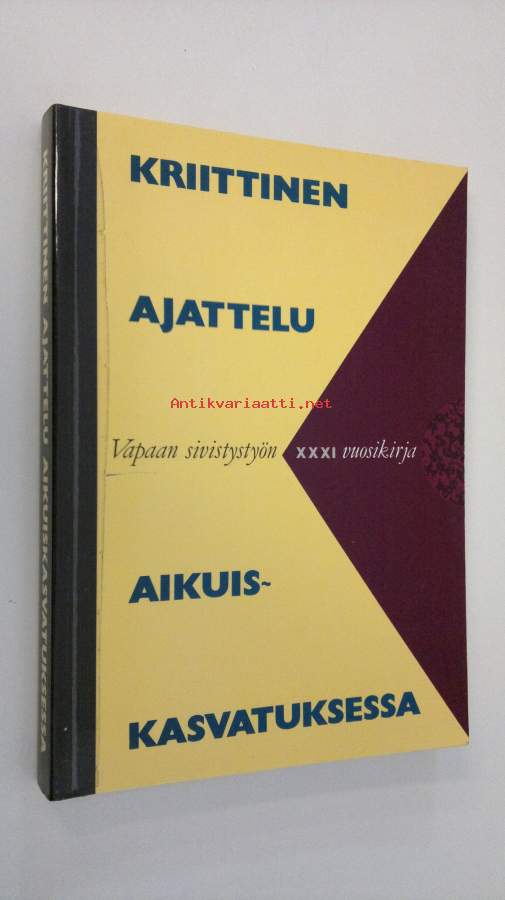 KRIITTINEN AJATTELU AIKUISKASVATUKSESSA
KRIITTINEN
AJATTELU
Antikvariaatti.net
Vapaan sivistystyön XXXI vuosikirja
AIKUIS~
KASVATUKSESSA